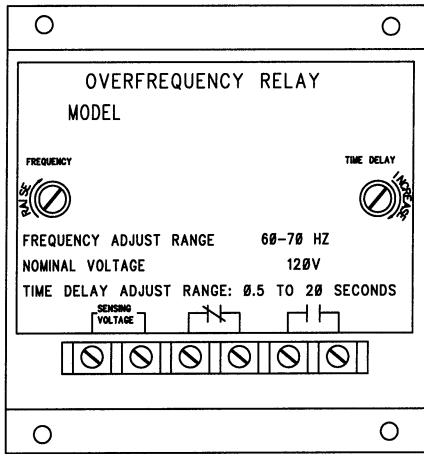 OVERFREQUENCY RELAY
MODEL
FREQUENCY
TIME DELAY
RAISE
INCREASE
FREQUENCY ADJUST RANGE 60-70 HZ
NOMINAL VOLTAGE 120V
TIME DELAY ADJUST RANGE: 0.5 TO 20 SECONDS
SENSING
VOLTAGE